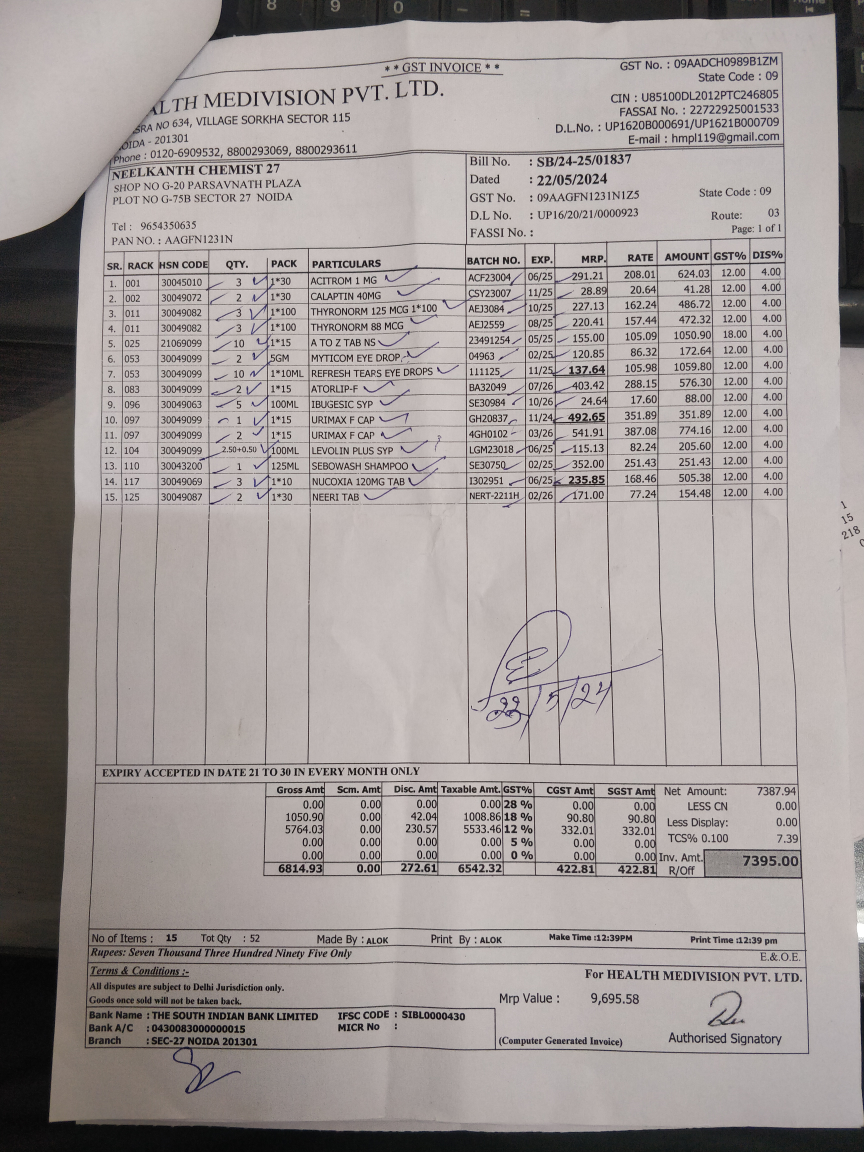 8 9 0 - =
* * GST INVOICE * *
GST No. : 09AADCH0989B1ZM
State Code : 09
ALTH MEDIVISION PVT. LTD.
CIN : U85100DL2012PTC246805
SRA NO 634, VILLAGE SORKHA SECTOR 115
FASSAI No. : 22722925001533
OIDA - 201301
D.L.No. : UP1620B000691/UP1621B000709
Phone : 0120-6909532, 8800293069, 8800293611
E-mail : hmpl119@gmail.com
NEELKANTH CHEMIST 27
SHOP NO G-20 PARSAVNATH PLAZA
PLOT NO G-75B SECTOR 27 NOIDA
Tel : 9654350635
PAN NO. : AAGFN1231N
Bill No. : SB/24-25/01837
Dated : 22/05/2024
GST No. : 09AAGFN1231N1Z5 State Code : 09
D.L No. : UP16/20/21/0000923 Route: 03
FASSI No. : Page: 1 of 1
SR. RACK HSN CODE QTY. PACK PARTICULARS BATCH NO. EXP. MRP. RATE AMOUNT GST% DIS%
1. 001 30045010 3 1*30 ACITROM 1 MG ACF23004 06/25 291.21 208.01 624.03 12.00 4.00
2. 002 30049072 2 1*30 CALAPTIN 40MG CSY23007 11/25 28.89 20.64 41.28 12.00 4.00
3. 011 30049082 3 1*100 THYRONORM 125 MCG 1*100 AEJ3084 10/25 227.13 162.24 486.72 12.00 4.00
4. 011 30049082 3 1*100 THYRONORM 88 MCG AEJ2559 08/25 220.41 157.44 472.32 12.00 4.00
5. 025 21069099 10 1*15 A TO Z TAB NS 23491254 05/25 155.00 105.09 1050.90 18.00 4.00
6. 053 30049099 2 5GM MYTICOM EYE DROP. 04963 02/25 120.85 86.32 172.64 12.00 4.00
7. 053 30049099 10 1*10ML REFRESH TEARS EYE DROPS 111125 11/25 137.64 105.98 1059.80 12.00 4.00
8. 083 30049099 2 1*15 ATORLIP-F BA32049 07/26 403.42 288.15 576.30 12.00 4.00
9. 096 30049063 5 100ML IBUGESIC SYP SE30984 10/26 24.64 17.60 88.00 12.00 4.00
10. 097 30049099 1 1*15 URIMAX F CAP GH20837 11/24 492.65 351.89 351.89 12.00 4.00
11. 097 30049099 2 1*15 URIMAX F CAP 4GH0102 03/26 541.91 387.08 774.16 12.00 4.00
12. 104 30049099 2.50+0.50 100ML LEVOLIN PLUS SYP LGM23018 06/25 115.13 82.24 205.60 12.00 4.00
13. 110 30043200 1 125ML SEBOWASH SHAMPOO SE30750 02/25 352.00 251.43 251.43 12.00 4.00
14. 117 30049069 3 1*10 NUCOXIA 120MG TAB I302951 06/25 235.85 168.46 505.38 12.00 4.00
15. 125 30049087 2 1*30 NEERI TAB NERT-2211H 02/26 171.00 77.24 154.48 12.00 4.00
1
15
218
23/5/24
EXPIRY ACCEPTED IN DATE 21 TO 30 IN EVERY MONTH ONLY
Gross Amt Scm. Amt Disc. Amt Taxable Amt. GST% CGST Amt SGST Amt
0.00 0.00 0.00 0.00 28 % 0.00 0.00
1050.90 0.00 42.04 1008.86 18 % 90.80 90.80
5764.03 0.00 230.57 5533.46 12 % 332.01 332.01
0.00 0.00 0.00 0.00 5 % 0.00 0.00
0.00 0.00 0.00 0.00 0 % 0.00 0.00
6814.93 0.00 272.61 6542.32 422.81 422.81
Net Amount: 7387.94
LESS CN 0.00
Less Display: 0.00
TCS% 0.100 7.39
Inv. Amt. 7395.00
R/Off
No of Items : 15 Tot Qty : 52 Made By : ALOK Print By : ALOK Make Time :12:39PM Print Time :12:39 pm
Rupees: Seven Thousand Three Hundred Ninety Five Only
E.&.O.E.
Terms & Conditions :-
All disputes are subject to Delhi Jurisdiction only.
Goods once sold will not be taken back.
For HEALTH MEDIVISION PVT. LTD.
Mrp Value : 9,695.58
Bank Name : THE SOUTH INDIAN BANK LIMITED IFSC CODE : SIBL0000430
Bank A/C : 0430083000000015 MICR No :
Branch : SEC-27 NOIDA 201301
(Computer Generated Invoice)
Authorised Signatory